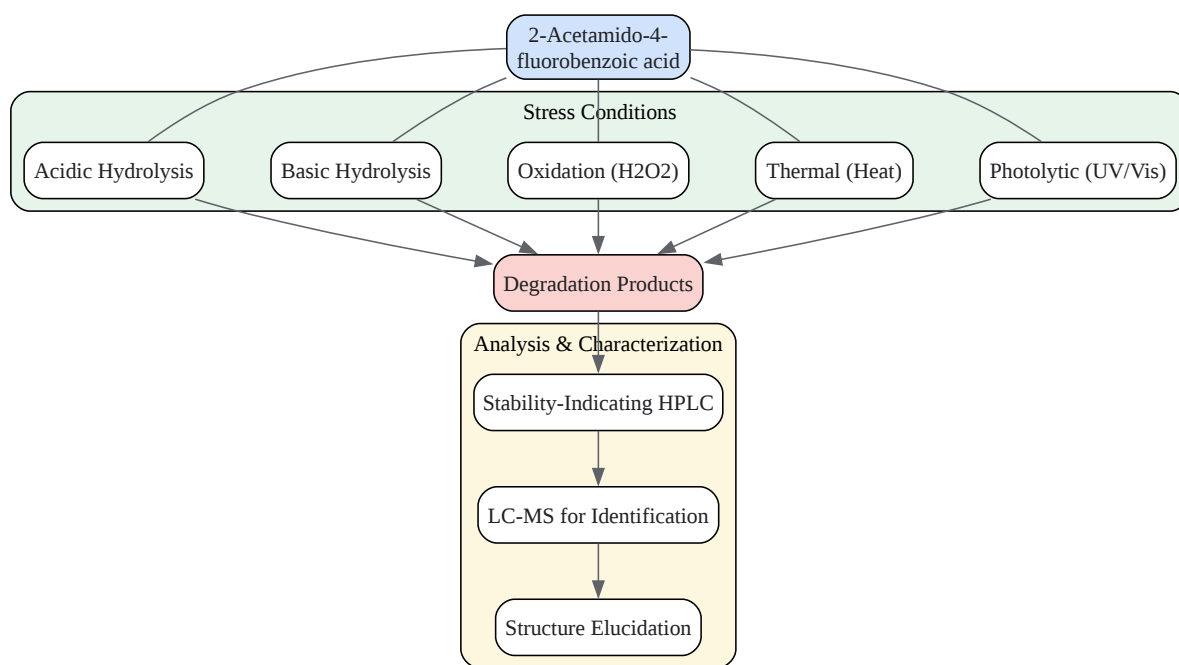 2-Acetamido-4-
fluorobenzoic acid
Stress Conditions
Acidic Hydrolysis
Basic Hydrolysis
Oxidation (H2O2)
Thermal (Heat)
Photolytic (UV/Vis)
Degradation Products
Analysis & Characterization
Stability-Indicating HPLC
LC-MS for Identification
Structure Elucidation